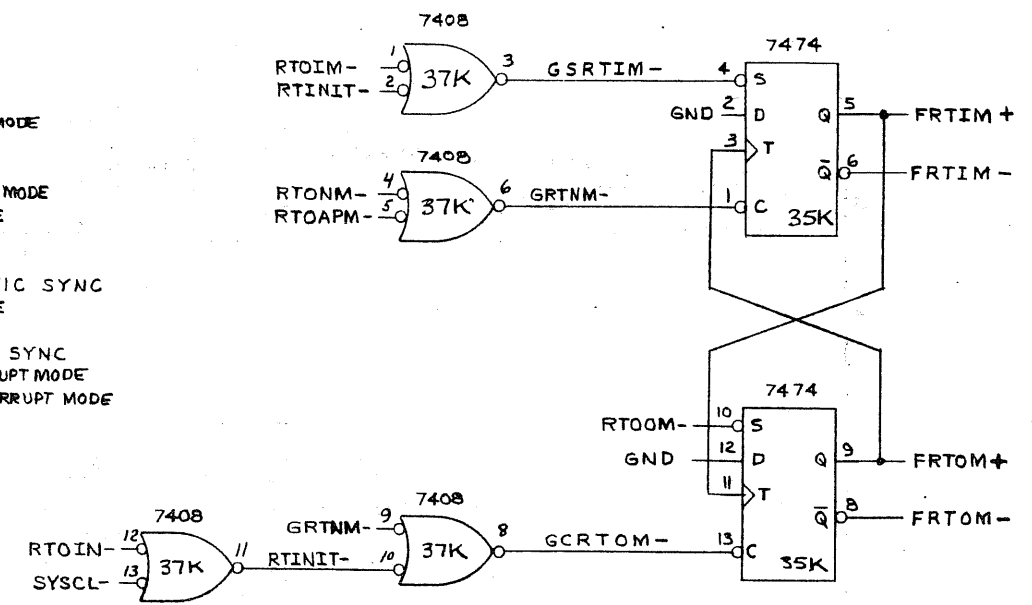 7408
1
RTOIM-
2
RTINIT-
37K
3
GSRTIM-
7474
4
S
GND
2
D
Q
5
FRTIM+
3
T
Q̅
6
FRTIM-
1
C
35K
MODE
7408
4
RTONM-
5
RTOAPM-
37K
6
GRTNM-
MODE
E
IC SYNC
E
SYNC
UPT MODE
RRUPT MODE
7474
RTOOM-
10
S
GND
12
D
Q
9
FRTOM+
11
T
Q̅
8
FRTOM-
13
C
35K
7408
RTOIN-
12
SYSCL-
13
37K
11
RTINIT-
7408
GRTNM-
9
10
37K
8
GCRTOM-